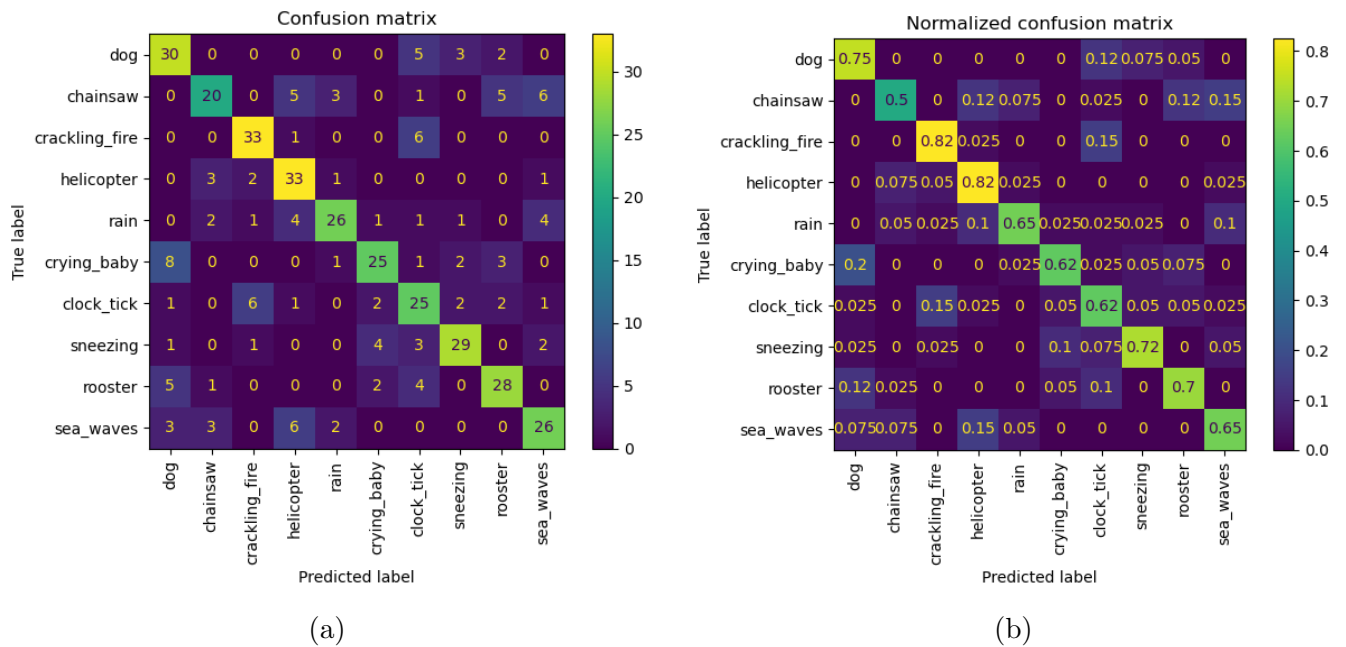 Confusion matrix
dog 30 0 0 0 0 0 5 3 2 0
chainsaw 0 20 0 5 3 0 1 0 5 6
crackling_fire 0 0 33 1 0 0 6 0 0 0
helicopter 0 3 2 33 1 0 0 0 0 1
rain 0 2 1 4 26 1 1 1 0 4
crying_baby 8 0 0 0 1 25 1 2 3 0
clock_tick 1 0 6 1 0 2 25 2 2 1
sneezing 1 0 1 0 0 4 3 29 0 2
rooster 5 1 0 0 0 2 4 0 28 0
sea_waves 3 3 0 6 2 0 0 0 0 26
True label
dog chainsaw crackling_fire helicopter rain crying_baby clock_tick sneezing rooster sea_waves
Predicted label
30
25
20
15
10
5
0
(a)
Normalized confusion matrix
dog 0.75 0 0 0 0 0 0.12 0.075 0.05 0
chainsaw 0 0.5 0 0.12 0.075 0 0.025 0 0.12 0.15
crackling_fire 0 0 0.82 0.025 0 0 0.15 0 0 0
helicopter 0 0.075 0.05 0.82 0.025 0 0 0 0 0.025
rain 0 0.05 0.025 0.1 0.65 0.025 0.025 0.025 0 0.1
crying_baby 0.2 0 0 0 0.025 0.62 0.025 0.05 0.075 0
clock_tick 0.025 0 0.15 0.025 0 0.05 0.62 0.05 0.05 0.025
sneezing 0.025 0 0.025 0 0 0.1 0.075 0.72 0 0.05
rooster 0.12 0.025 0 0 0 0.05 0.1 0 0.7 0
sea_waves 0.075 0.075 0 0.15 0.05 0 0 0 0 0.65
True label
dog chainsaw crackling_fire helicopter rain crying_baby clock_tick sneezing rooster sea_waves
Predicted label
0.8
0.7
0.6
0.5
0.4
0.3
0.2
0.1
0.0
(b)